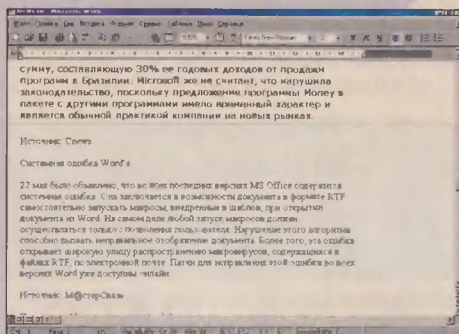 сумму, составляющую 30% ее годовых доходов от продажи
программ в Бразилии. Microsoft же не считает, что нарушила
законодательство, поскольку предложение программы Money в
пакете с другими программами имело временный характер и
является обычной практикой компании на новых рынках.
Источник: Cnews
Системная ошибка Word'а
22 мая было объявлено, что во всех последних версиях MS Office содержится
системная ошибка. Она заключается в возможности документа в формате RTF
самостоятельно запускать макросы, внедренные в шаблон, при открытии
документа из Word. На самом деле любой запуск макросов должен
осуществляться только с позволения пользователя. Нарушение этого алгоритма
способно вызвать неправильное отображение документа. Более того, эта ошибка
открывает широкую улицу распространению макровирусов, содержащихся в
файлах RTF, по электронной почте. Патчи для исправления этой ошибки во всех
версиях Word уже доступны онлайн.
Источник: М@стерСвязь